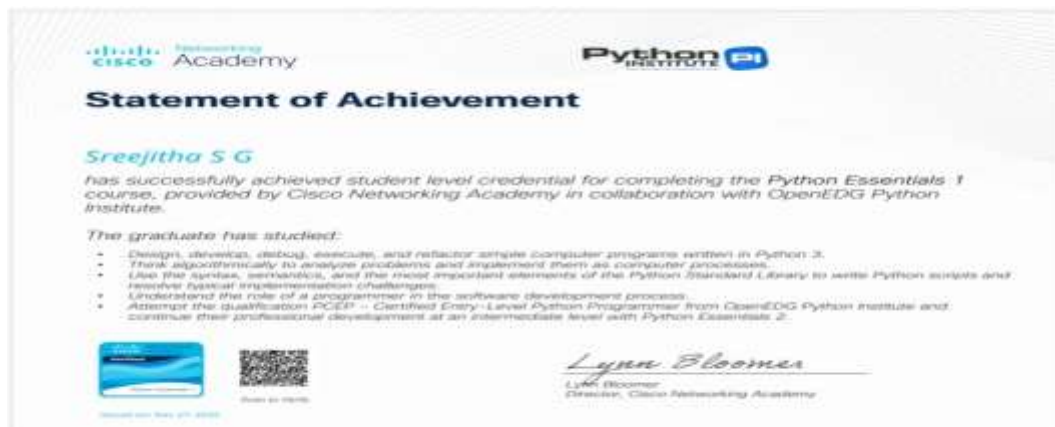 CISCO Networking Academy
Python INSTITUTE PI
Statement of Achievement
Sreejitha S G
has successfully achieved student level credential for completing the Python Essentials 1
course, provided by Cisco Networking Academy in collaboration with OpenEDG Python
Institute.
The graduate has studied:
• Design, develop, debug, execute, and refactor simple computer programs written in Python 3.
• Think algorithmically to analyze problems and implement them as computer processes.
• Use the syntax, semantics, and the most important elements of the Python Standard Library to write Python scripts and
resolve typical implementation challenges.
• Understand the role of a programmer in the software development process.
• Attempt the qualification PCEP – Certified Entry-Level Python Programmer from OpenEDG Python Institute and
continue their professional development at an intermediate level with Python Essentials 2.
Lynn Bloomer
Scan to Verify
Lynn Bloomer
Director, Cisco Networking Academy